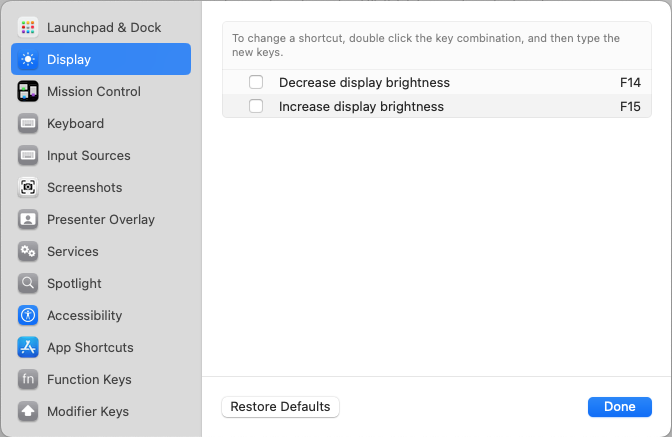 Launchpad & Dock
Display
Mission Control
Keyboard
Input Sources
Screenshots
Presenter Overlay
Services
Spotlight
Accessibility
App Shortcuts
fn Function Keys
Modifier Keys
To change a shortcut, double click the key combination, and then type the
new keys.
Decrease display brightness F14
Increase display brightness F15
Restore Defaults
Done